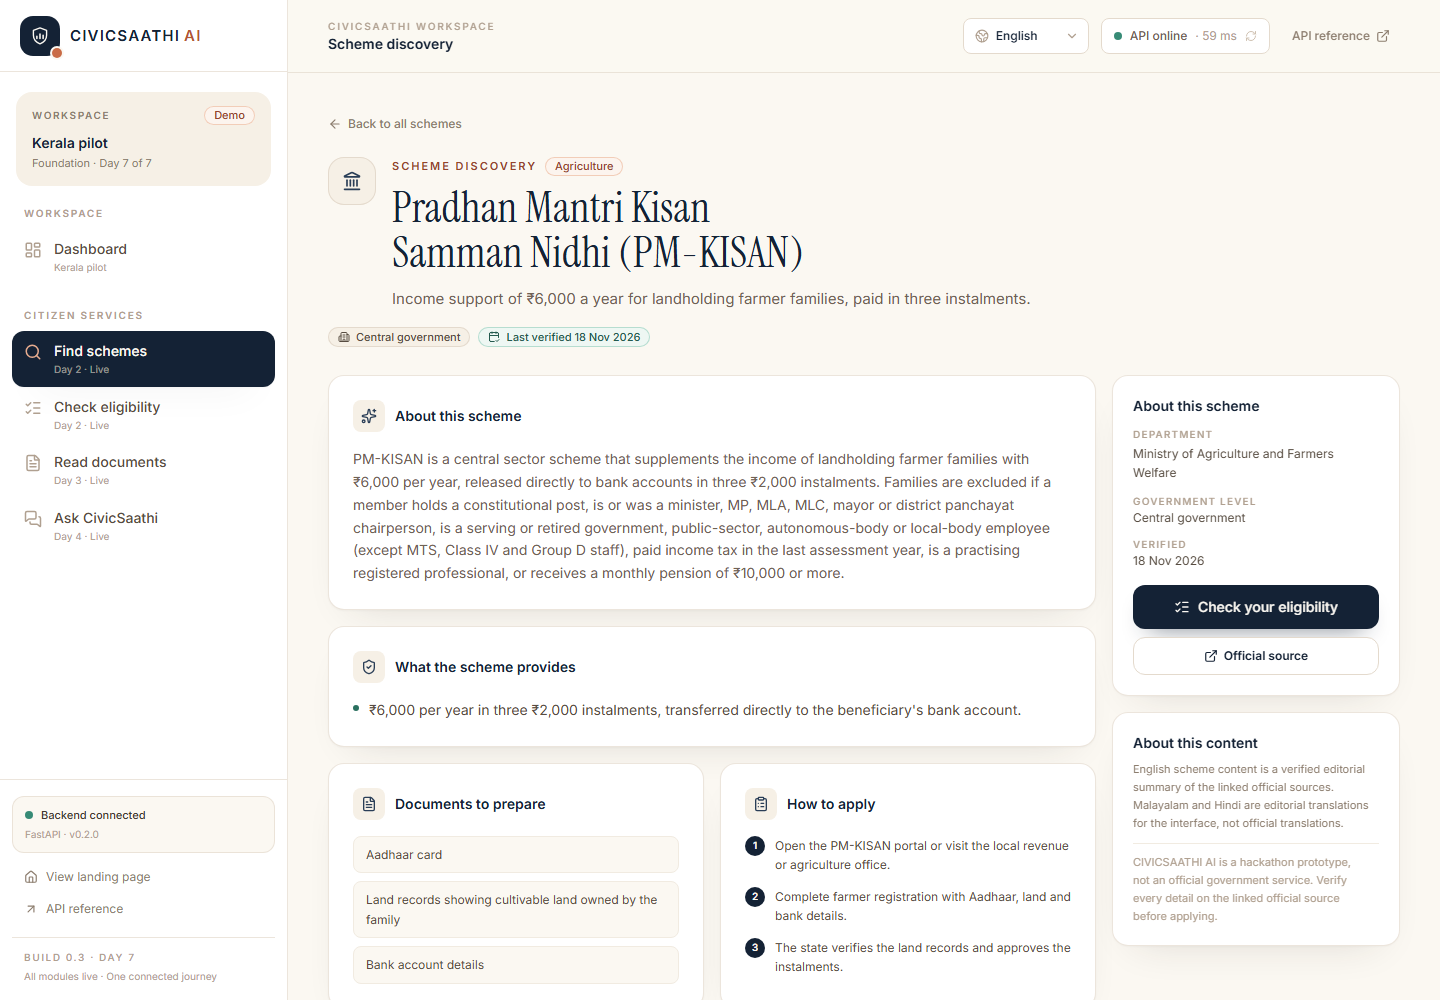 CIVICSAATHI AI
WORKSPACE
Demo
Kerala pilot
Foundation · Day 7 of 7
WORKSPACE
Dashboard
Kerala pilot
CITIZEN SERVICES
Find schemes
Day 2 · Live
Check eligibility
Day 2 · Live
Read documents
Day 3 · Live
Ask CivicSaathi
Day 4 · Live
Backend connected
FastAPI · v0.2.0
View landing page
API reference
BUILD 0.3 · DAY 7
All modules live · One connected journey
CIVICSAATHI WORKSPACE
Scheme discovery
English
API online · 59 ms
API reference
Back to all schemes
SCHEME DISCOVERY
Agriculture
Pradhan Mantri Kisan
Samman Nidhi (PM-KISAN)
Income support of ₹6,000 a year for landholding farmer families, paid in three instalments.
Central government
Last verified 18 Nov 2026
About this scheme
PM-KISAN is a central sector scheme that supplements the income of landholding farmer families with
₹6,000 per year, released directly to bank accounts in three ₹2,000 instalments. Families are excluded if a
member holds a constitutional post, is or was a minister, MP, MLA, MLC, mayor or district panchayat
chairperson, is a serving or retired government, public-sector, autonomous-body or local-body employee
(except MTS, Class IV and Group D staff), paid income tax in the last assessment year, is a practising
registered professional, or receives a monthly pension of ₹10,000 or more.
What the scheme provides
₹6,000 per year in three ₹2,000 instalments, transferred directly to the beneficiary's bank account.
Documents to prepare
Aadhaar card
Land records showing cultivable land owned by the
family
Bank account details
How to apply
1 Open the PM-KISAN portal or visit the local revenue
or agriculture office.
2 Complete farmer registration with Aadhaar, land and
bank details.
3 The state verifies the land records and approves the
instalments.
About this scheme
DEPARTMENT
Ministry of Agriculture and Farmers
Welfare
GOVERNMENT LEVEL
Central government
VERIFIED
18 Nov 2026
Check your eligibility
Official source
About this content
English scheme content is a verified editorial
summary of the linked official sources.
Malayalam and Hindi are editorial translations
for the interface, not official translations.
CIVICSAATHI AI is a hackathon prototype,
not an official government service. Verify
every detail on the linked official source
before applying.